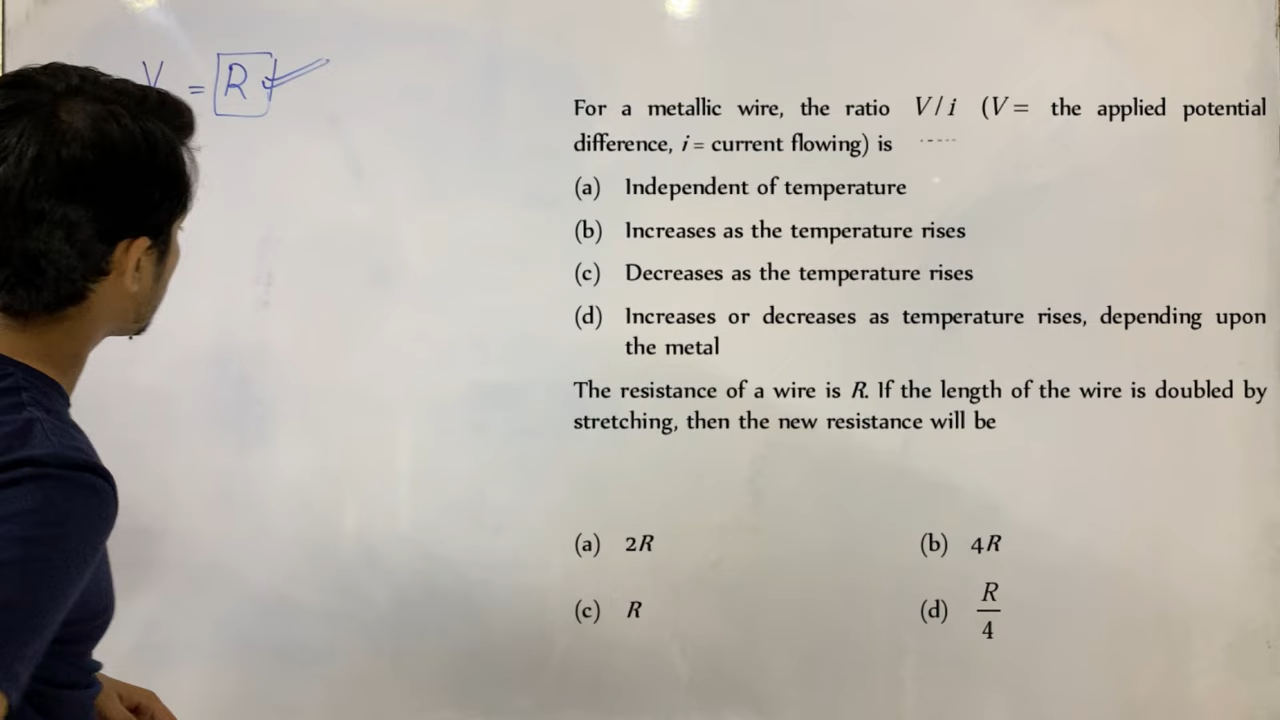 V = R
For a metallic wire, the ratio V / i (V = the applied potential
difference, i = current flowing) is -----
(a) Independent of temperature
(b) Increases as the temperature rises
(c) Decreases as the temperature rises
(d) Increases or decreases as temperature rises, depending upon
the metal
The resistance of a wire is R. If the length of the wire is doubled by
stretching, then the new resistance will be
(a) 2R (b) 4R
(c) R (d) R/4